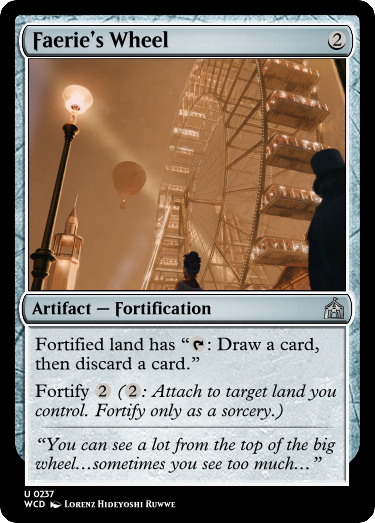 Faerie's Wheel 2
Artifact — Fortification
Fortified land has “: Draw a card,
then discard a card.”
Fortify 2 (2: Attach to target land you
control. Fortify only as a sorcery.)
“You can see a lot from the top of the big
wheel…sometimes you see too much…”
U 0237
WCD Lorenz Hideyoshi Ruwwe